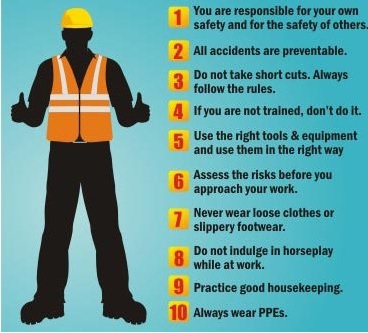 1 You are responsible for your own
safety and for the safety of others.
2 All accidents are preventable.
3 Do not take short cuts. Always
follow the rules.
4 If you are not trained, don't do it.
5 Use the right tools & equipment
and use them in the right way
6 Assess the risks before you
approach your work.
7 Never wear loose clothes or
slippery footwear.
8 Do not indulge in horseplay
while at work.
9 Practice good housekeeping.
10 Always wear PPEs.